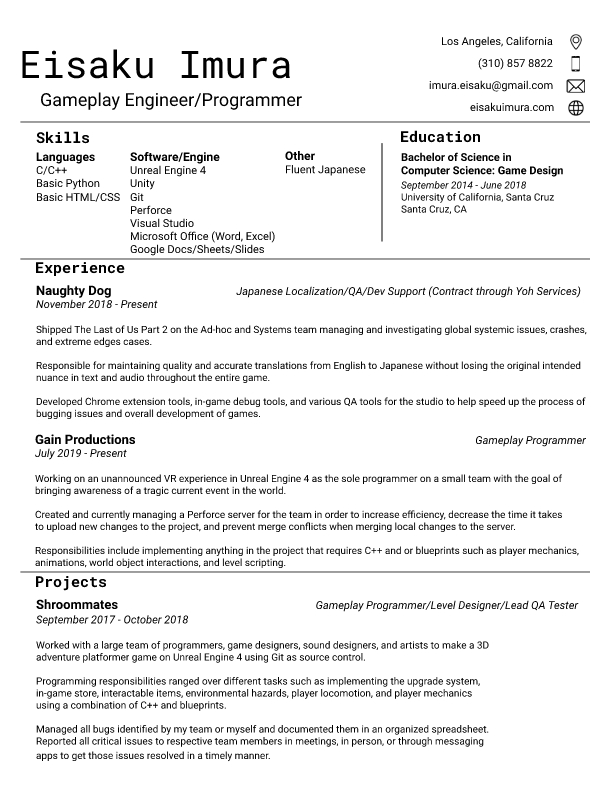 Eisaku Imura
Gameplay Engineer/Programmer
Los Angeles, California
(310) 857 8822
imura.eisaku@gmail.com
eisakuimura.com
Skills
Languages
C/C++
Basic Python
Basic HTML/CSS
Software/Engine
Unreal Engine 4
Unity
Git
Perforce
Visual Studio
Microsoft Office (Word, Excel)
Google Docs/Sheets/Slides
Other
Fluent Japanese
Education
Bachelor of Science in
Computer Science: Game Design
September 2014 - June 2018
University of California, Santa Cruz
Santa Cruz, CA
Experience
Naughty Dog
Japanese Localization/QA/Dev Support (Contract through Yoh Services)
November 2018 - Present
Shipped The Last of Us Part 2 on the Ad-hoc and Systems team managing and investigating global systemic issues, crashes,
and extreme edges cases.
Responsible for maintaining quality and accurate translations from English to Japanese without losing the original intended
nuance in text and audio throughout the entire game.
Developed Chrome extension tools, in-game debug tools, and various QA tools for the studio to help speed up the process of
bugging issues and overall development of games.
Gain Productions
Gameplay Programmer
July 2019 - Present
Working on an unannounced VR experience in Unreal Engine 4 as the sole programmer on a small team with the goal of
bringing awareness of a tragic current event in the world.
Created and currently managing a Perforce server for the team in order to increase efficiency, decrease the time it takes
to upload new changes to the project, and prevent merge conflicts when merging local changes to the server.
Responsibilities include implementing anything in the project that requires C++ and or blueprints such as player mechanics,
animations, world object interactions, and level scripting.
Projects
Shroommates
Gameplay Programmer/Level Designer/Lead QA Tester
September 2017 - October 2018
Worked with a large team of programmers, game designers, sound designers, and artists to make a 3D
adventure platformer game on Unreal Engine 4 using Git as source control.
Programming responsibilities ranged over different tasks such as implementing the upgrade system,
in-game store, interactable items, environmental hazards, player locomotion, and player mechanics
using a combination of C++ and blueprints.
Managed all bugs identified by my team or myself and documented them in an organized spreadsheet.
Reported all critical issues to respective team members in meetings, in person, or through messaging
apps to get those issues resolved in a timely manner.